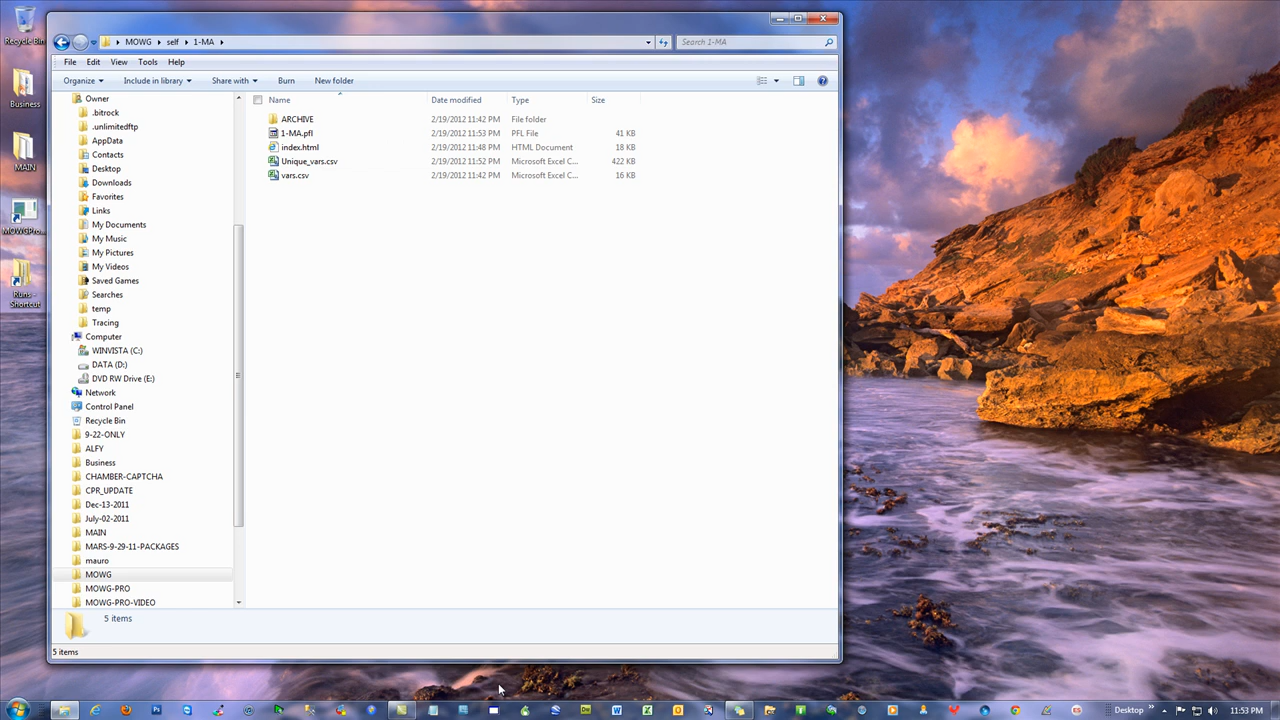 Recycle Bin
Business
MAIN
MOWGPro...
Runs -
Shortcut
MOWG
self
1-MA
Search 1-MA
File Edit View Tools Help
Organize Include in library Share with Burn New folder
Owner
.bitrock
.unlimitedftp
AppData
Contacts
Desktop
Downloads
Favorites
Links
My Documents
My Music
My Pictures
My Videos
Saved Games
Searches
temp
Tracing
Computer
WINVISTA (C:)
DATA (D:)
DVD RW Drive (E:)
Network
Control Panel
Recycle Bin
9-22-ONLY
ALFY
Business
CHAMBER-CAPTCHA
CPR_UPDATE
Dec-13-2011
July-02-2011
MAIN
MARS-9-29-11-PACKAGES
mauro
MOWG
MOWG-PRO
MOWG-PRO-VIDEO
Name Date modified Type Size
ARCHIVE 2/19/2012 11:42 PM File folder
1-MA.pfl 2/19/2012 11:53 PM PFL File 41 KB
index.html 2/19/2012 11:48 PM HTML Document 18 KB
Unique_vars.csv 2/19/2012 11:52 PM Microsoft Excel C... 422 KB
vars.csv 2/19/2012 11:42 PM Microsoft Excel C... 16 KB
5 items
5 items
Desktop
11:53 PM